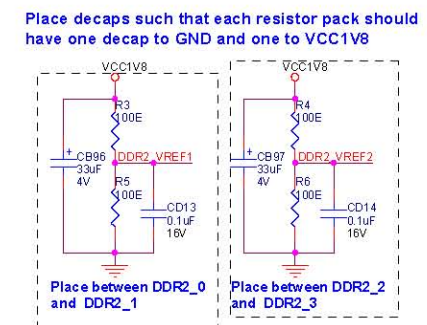 Place decaps such that each resistor pack should
have one decap to GND and one to VCC1V8
VCC1V8
VCC1V8
R3
100E
R4
100E
+
CB96
33uF
4V
DDR2_VREF1
+
CB97
33uF
4V
DDR2_VREF2
R5
100E
R6
100E
CD13
0.1uF
16V
CD14
0.1uF
16V
Place between DDR2_0
and DDR2_1
Place between DDR2_2
and DDR2_3